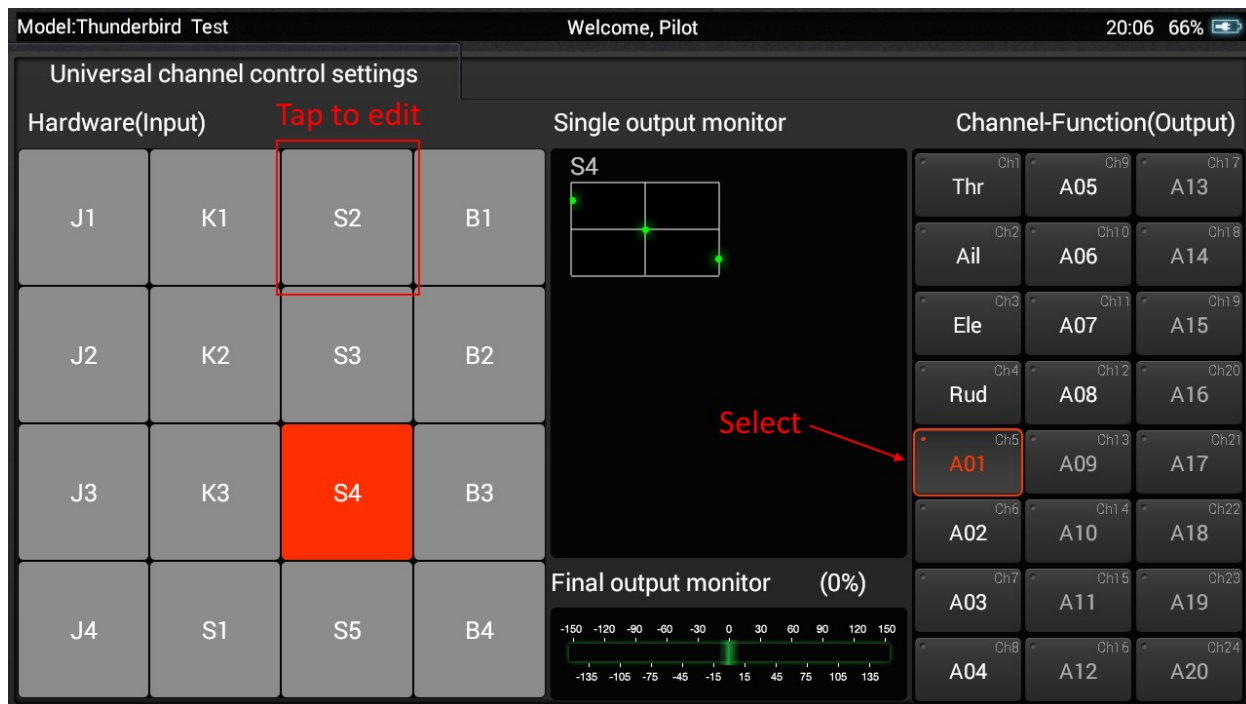 Model:Thunderbird Test Welcome, Pilot 20:06 66%
Universal channel control settings
Hardware(Input) Tap to edit Single output monitor Channel-Function(Output)
J1 K1 S2 B1
J2 K2 S3 B2
J3 K3 S4 B3
J4 S1 S5 B4
S4
Select
Final output monitor (0%)
-150 -120 -90 -60 -30 0 30 60 90 120 150
-135 -105 -75 -45 -15 15 45 75 105 135
Ch1 Ch9 Ch17
Thr A05 A13
Ch2 Ch10 Ch18
Ail A06 A14
Ch3 Ch11 Ch19
Ele A07 A15
Ch4 Ch12 Ch20
Rud A08 A16
Ch5 Ch13 Ch21
A01 A09 A17
Ch6 Ch14 Ch22
A02 A10 A18
Ch7 Ch15 Ch23
A03 A11 A19
Ch8 Ch16 Ch24
A04 A12 A20